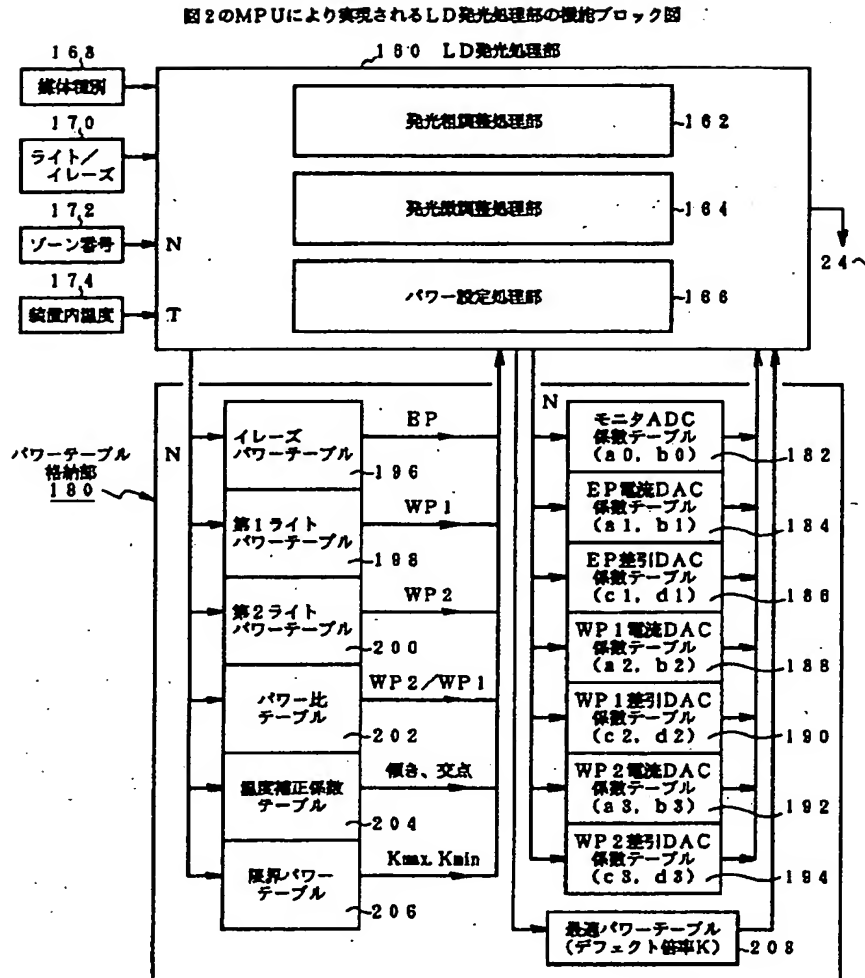 図2のMPUにより実現されるLD発光処理部の機能ブロック図
160 LD発光処理部
168
媒体種別
170
ライト/
イレーズ
172
ゾーン番号
N
174
装置内温度
T
発光粗調整処理部
162
発光微調整処理部
164
パワー設定処理部
166
24
パワーテーブル
格納部
180
N
イレーズ
パワーテーブル
196
EP
第1ライト
パワーテーブル
198
WP1
第2ライト
パワーテーブル
200
WP2
パワー比
テーブル
202
WP2/WP1
温度補正係数
テーブル
204
傾き、交点
限界パワー
テーブル
206
Kmax, Kmin
N
モニタADC
係数テーブル
(a0, b0)
182
EP電流DAC
係数テーブル
(a1, b1)
184
EP差引DAC
係数テーブル
(c1, d1)
186
WP1電流DAC
係数テーブル
(a2, b2)
188
WP1差引DAC
係数テーブル
(c2, d2)
190
WP2電流DAC
係数テーブル
(a3, b3)
192
WP2差引DAC
係数テーブル
(c3, d3)
194
最適パワーテーブル
(デフェクト倍率K)
208